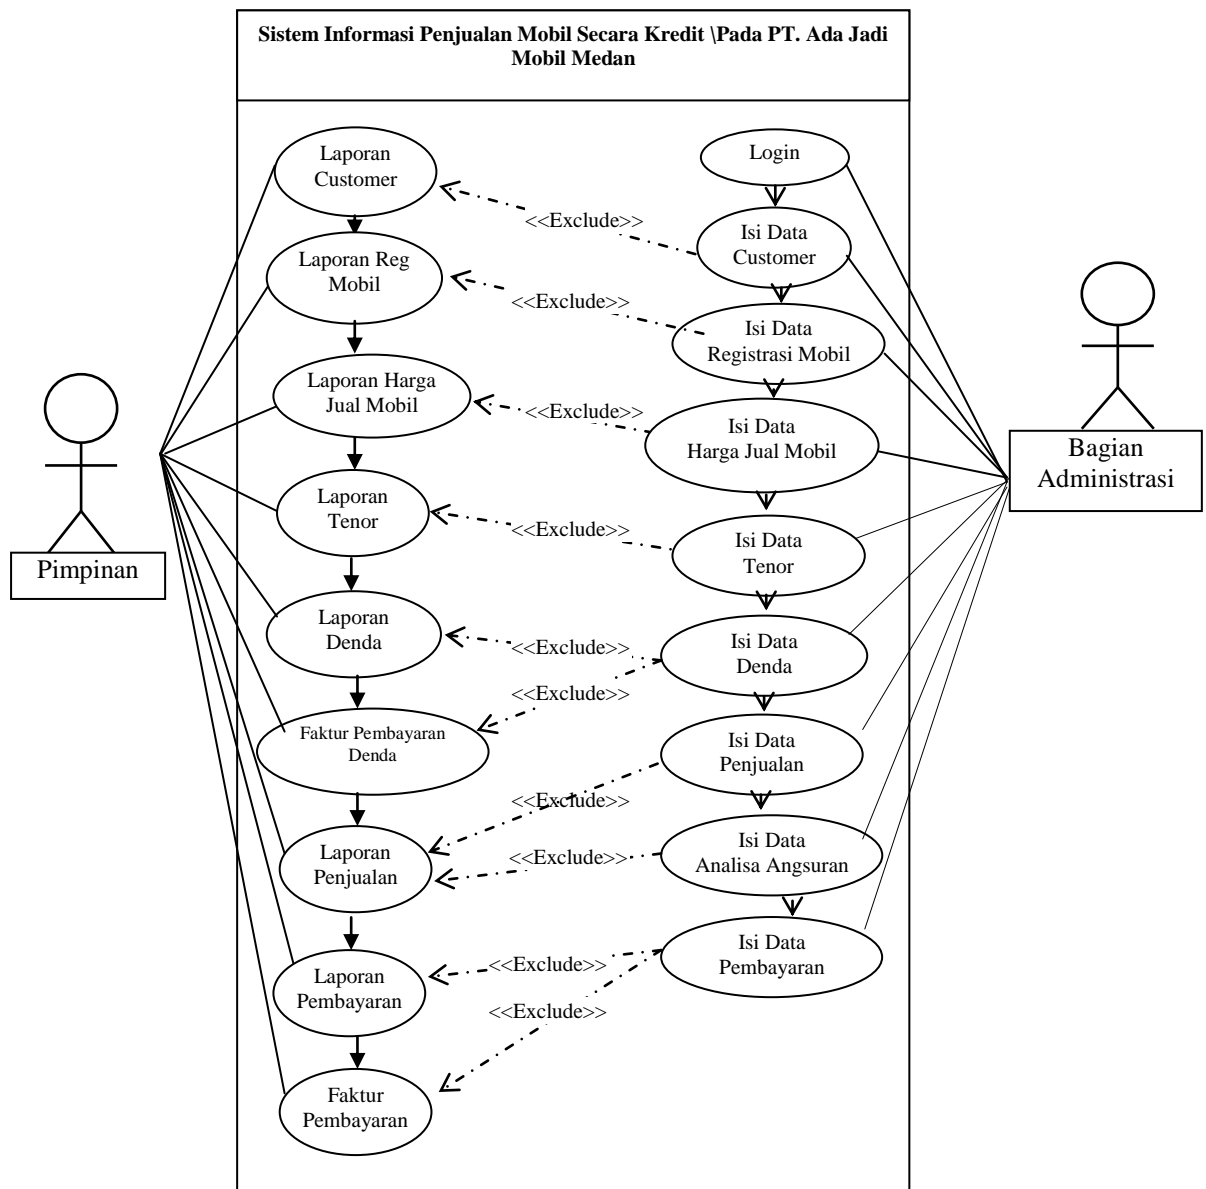 Sistem Informasi Penjualan Mobil Secara Kredit \Pada PT. Ada Jadi
Mobil Medan
Laporan
Customer
Login
<<Exclude>>
Isi Data
Customer
Laporan Reg
Mobil
<<Exclude>>
Isi Data
Registrasi Mobil
Laporan Harga
Jual Mobil
<<Exclude>>
Isi Data
Harga Jual Mobil
Bagian
Administrasi
Laporan
Tenor
<<Exclude>>
Isi Data
Tenor
Pimpinan
Laporan
Denda
<<Exclude>>
Isi Data
Denda
<<Exclude>>
Faktur Pembayaran
Denda
Isi Data
Penjualan
<<Exclude>>
Laporan
Penjualan
<<Exclude>>
Isi Data
Analisa Angsuran
Laporan
Pembayaran
<<Exclude>>
Isi Data
Pembayaran
<<Exclude>>
Faktur
Pembayaran